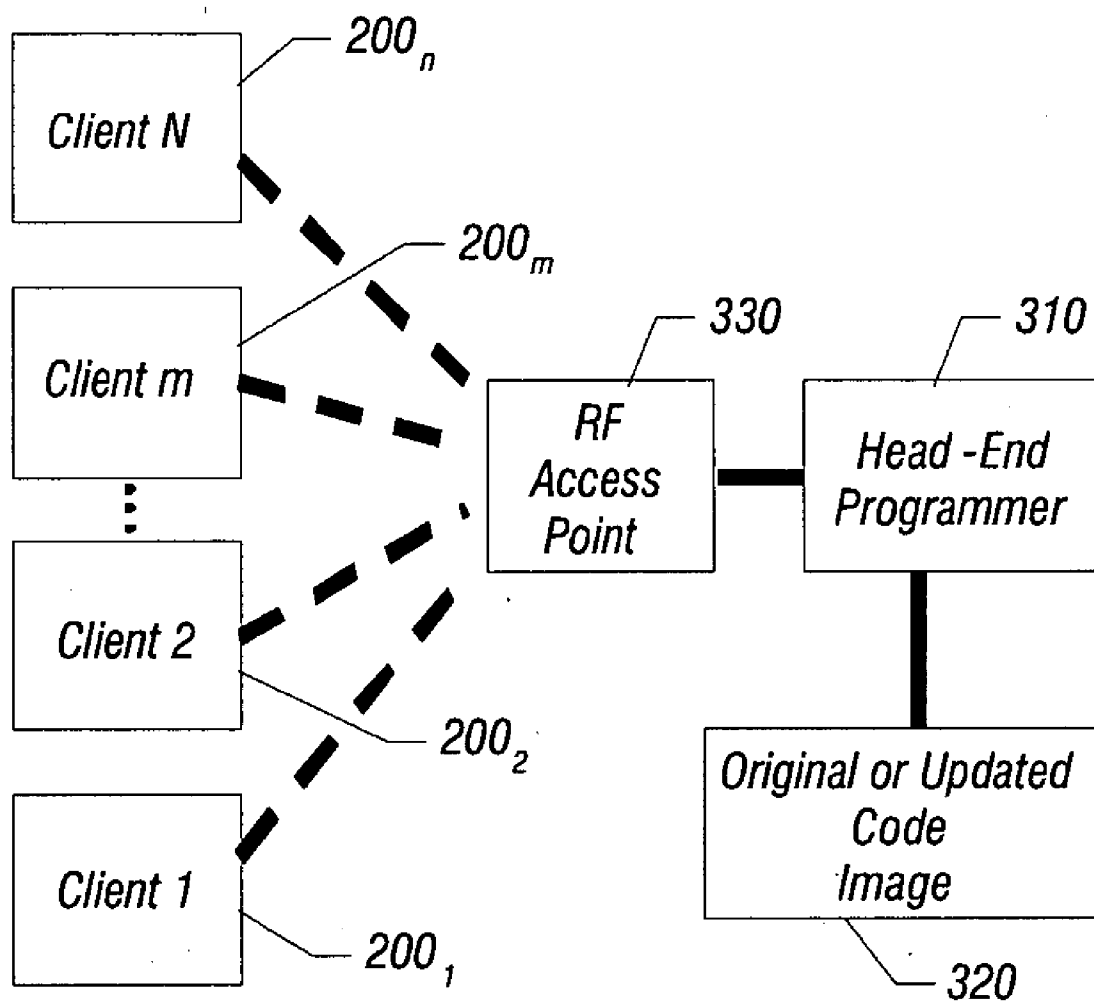 200n
Client N
200m
Client m
330
310
RF
Access
Point
Head -End
Programmer
Client 2
2002
Original or Updated
Code
Image
Client 1
2001
320